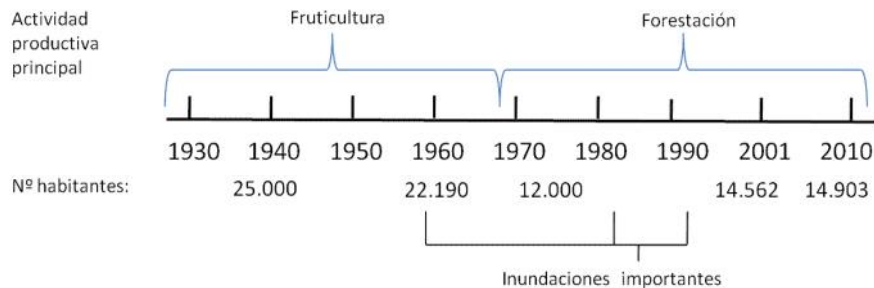 Actividad
productiva
principal
Fruticultura
Forestación
1930 1940 1950 1960 1970 1980 1990 2001 2010
Nº habitantes: 25.000 22.190 12.000 14.562 14.903
Inundaciones importantes